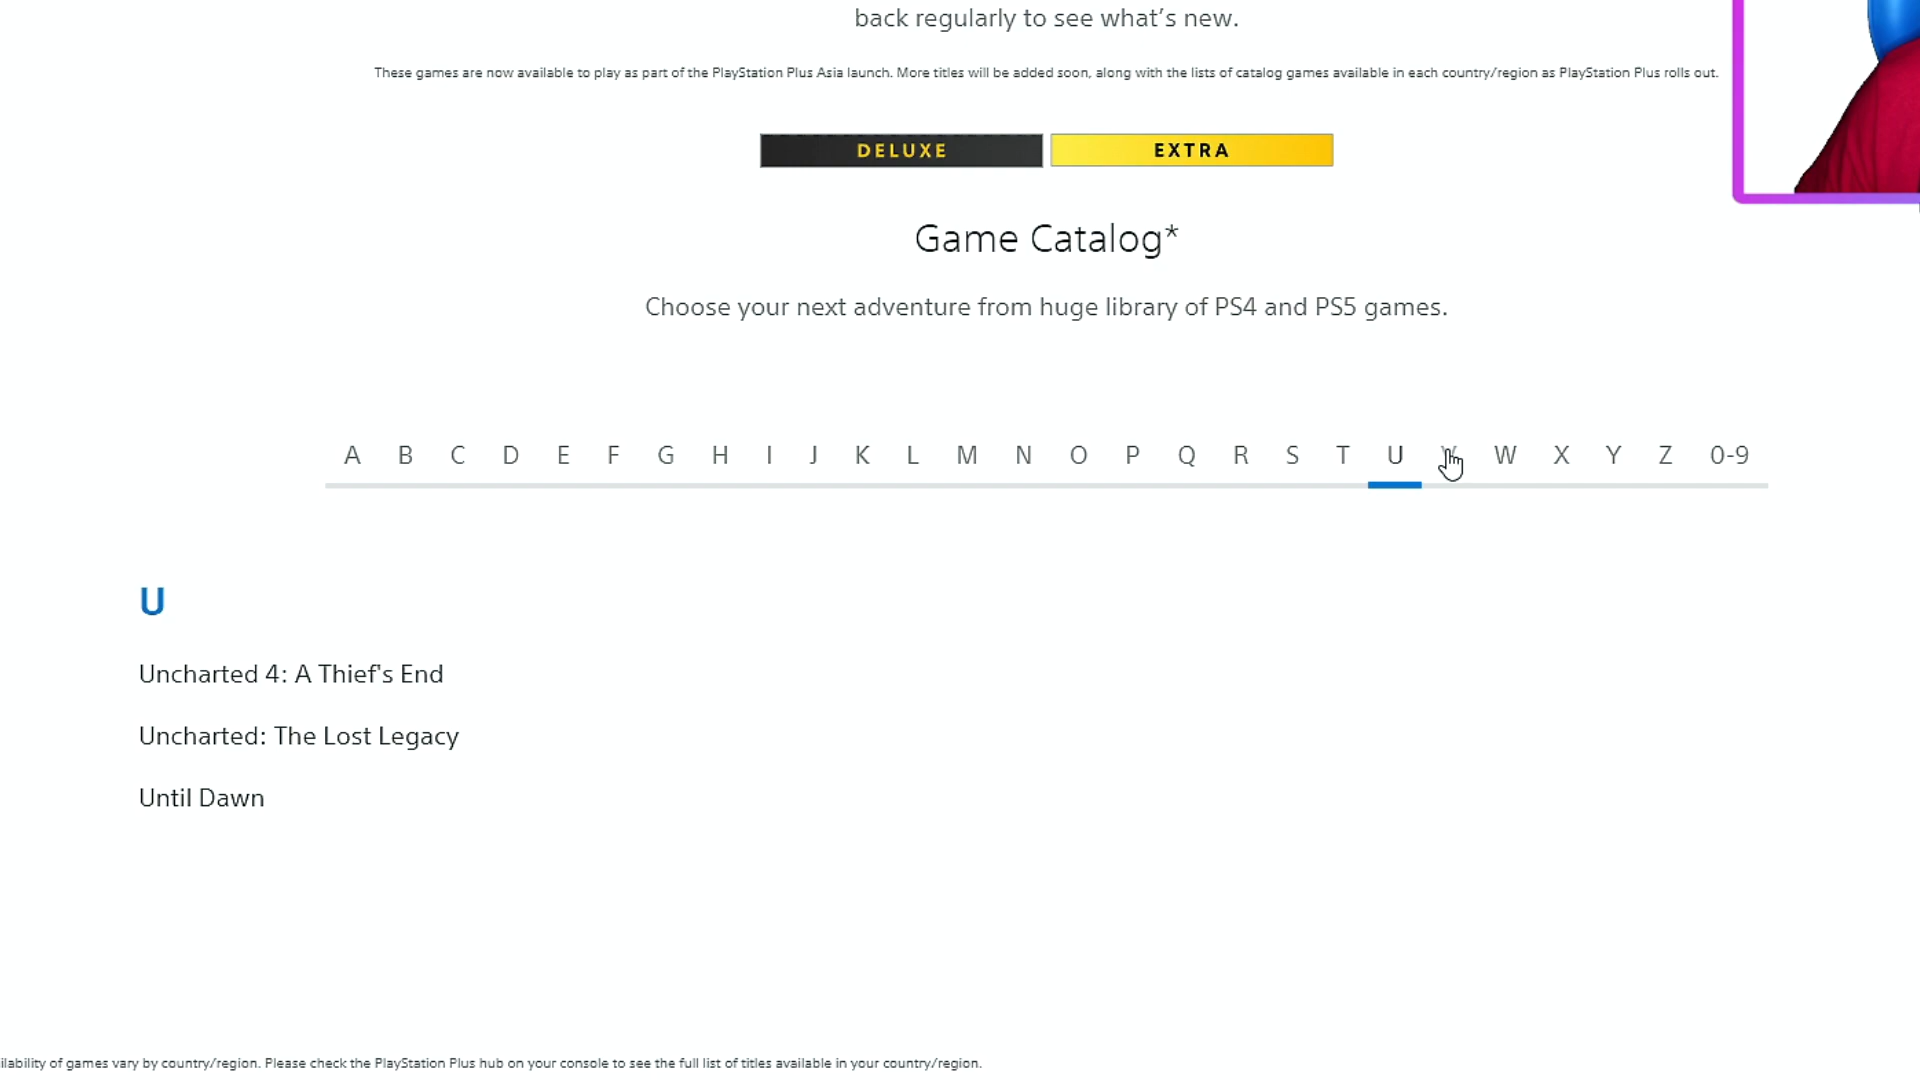 back regularly to see what’s new.
These games are now available to play as part of the PlayStation Plus Asia launch. More titles will be added soon, along with the lists of catalog games available in each country/region as PlayStation Plus rolls out.
DELUXE EXTRA
Game Catalog*
Choose your next adventure from huge library of PS4 and PS5 games.
A B C D E F G H I J K L M N O P Q R S T U V W X Y Z 0-9
U
Uncharted 4: A Thief's End
Uncharted: The Lost Legacy
Until Dawn
of games vary by country/region. Please check the PlayStation Plus hub on your console to see the full list of titles available in your country/region.